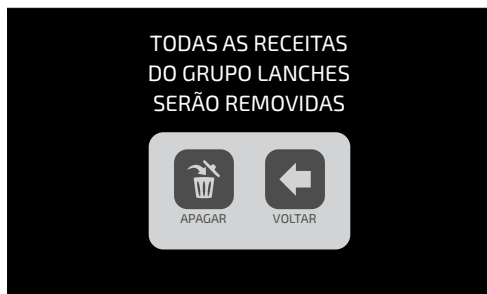 TODAS AS RECEITAS
DO GRUPO LANCHES
SERÃO REMOVIDAS
APAGAR VOLTAR